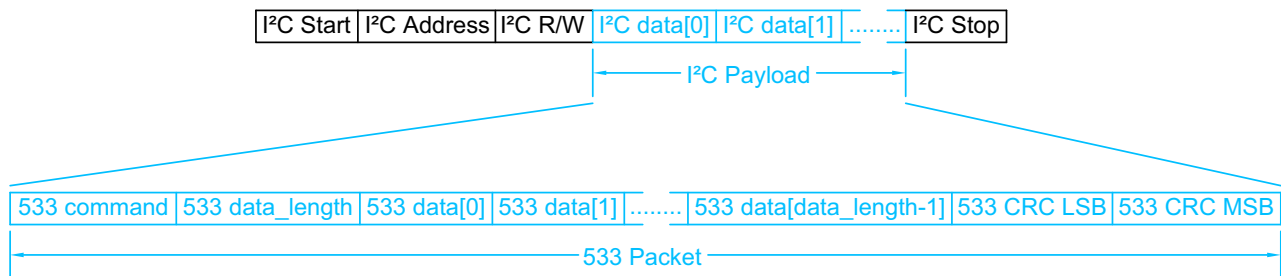 I²C Start I²C Address I²C R/W I²C data[0] I²C data[1] ........ I²C Stop
I²C Payload
533 command 533 data_length 533 data[0] 533 data[1] ........ 533 data[data_length-1] 533 CRC LSB 533 CRC MSB
533 Packet